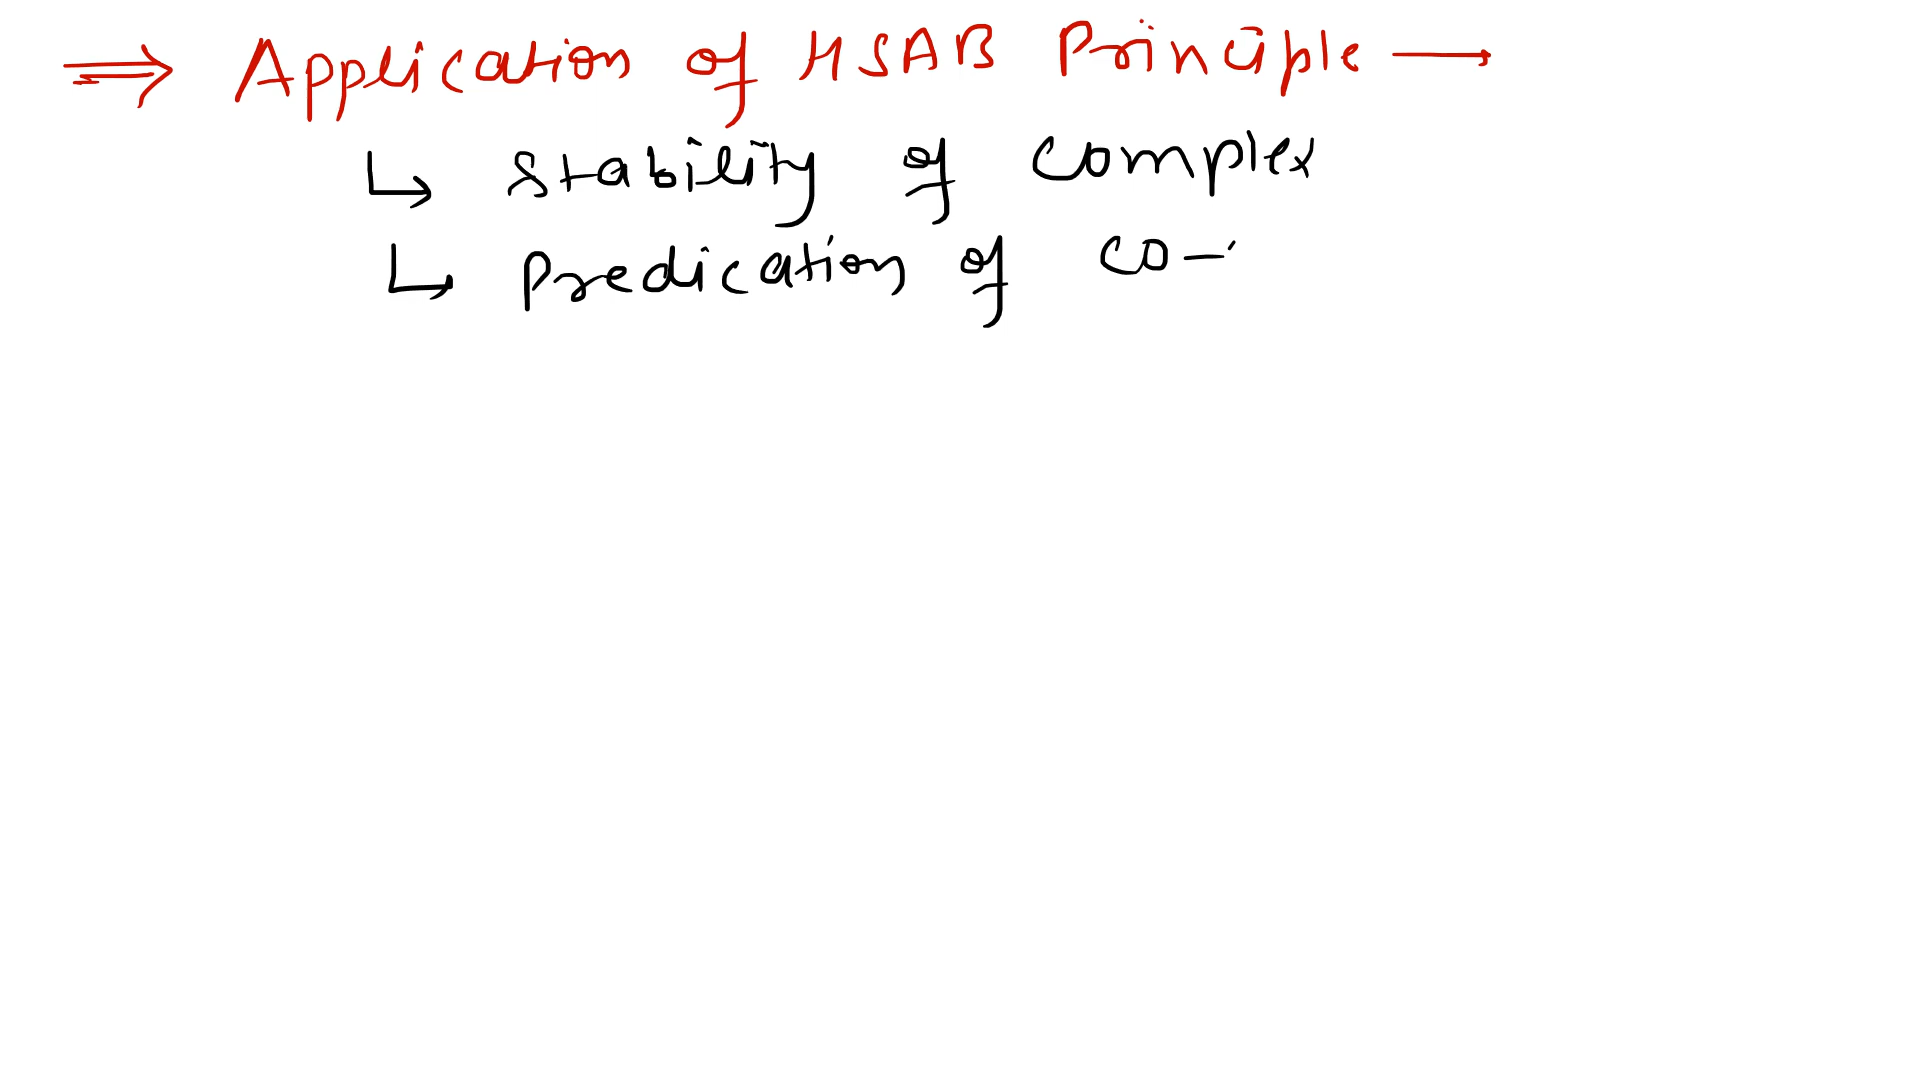 ⇒ Application of HSAB Principle →
↳ Stability of Complex
↳ Predication of CO-